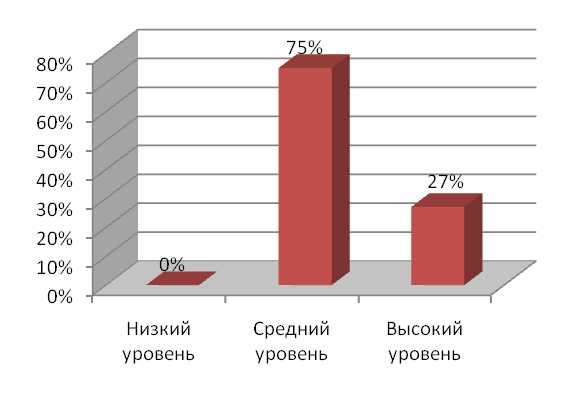 75%
27%
0%
80%
70%
60%
50%
40%
30%
20%
10%
0%
Низкий
уровень
Средний
уровень
Высокий
уровень